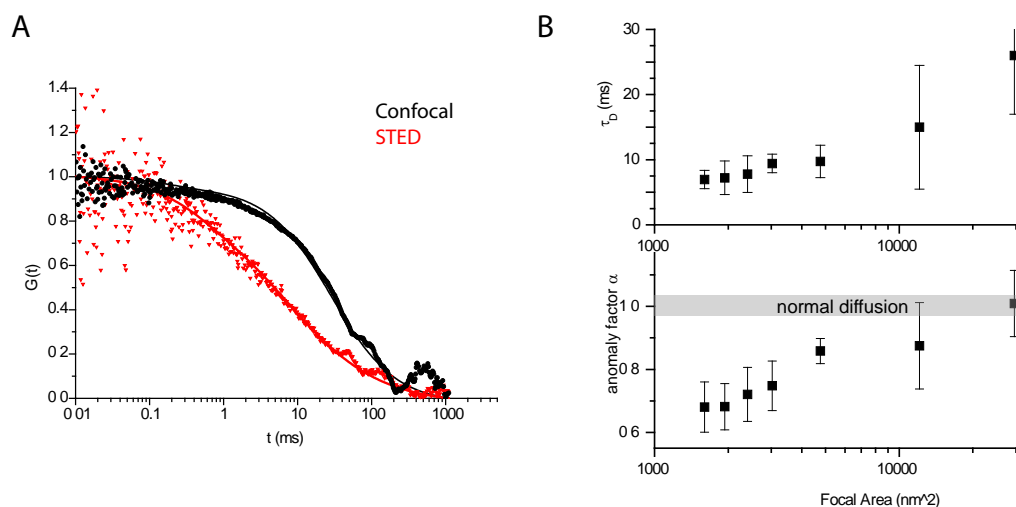 A
1.4
1.2
1.0
0.8
0.6
0.4
0 2
0.0
G(t)
0 01
0.1
1
10
100
1000
t (ms)
Confocal
STED
B
30
20
10
0
τD (ms)
1000
10000
1 0
0.8
0 6
anomaly factor α
normal diffusion
1000
10000
Focal Area (nm^2)